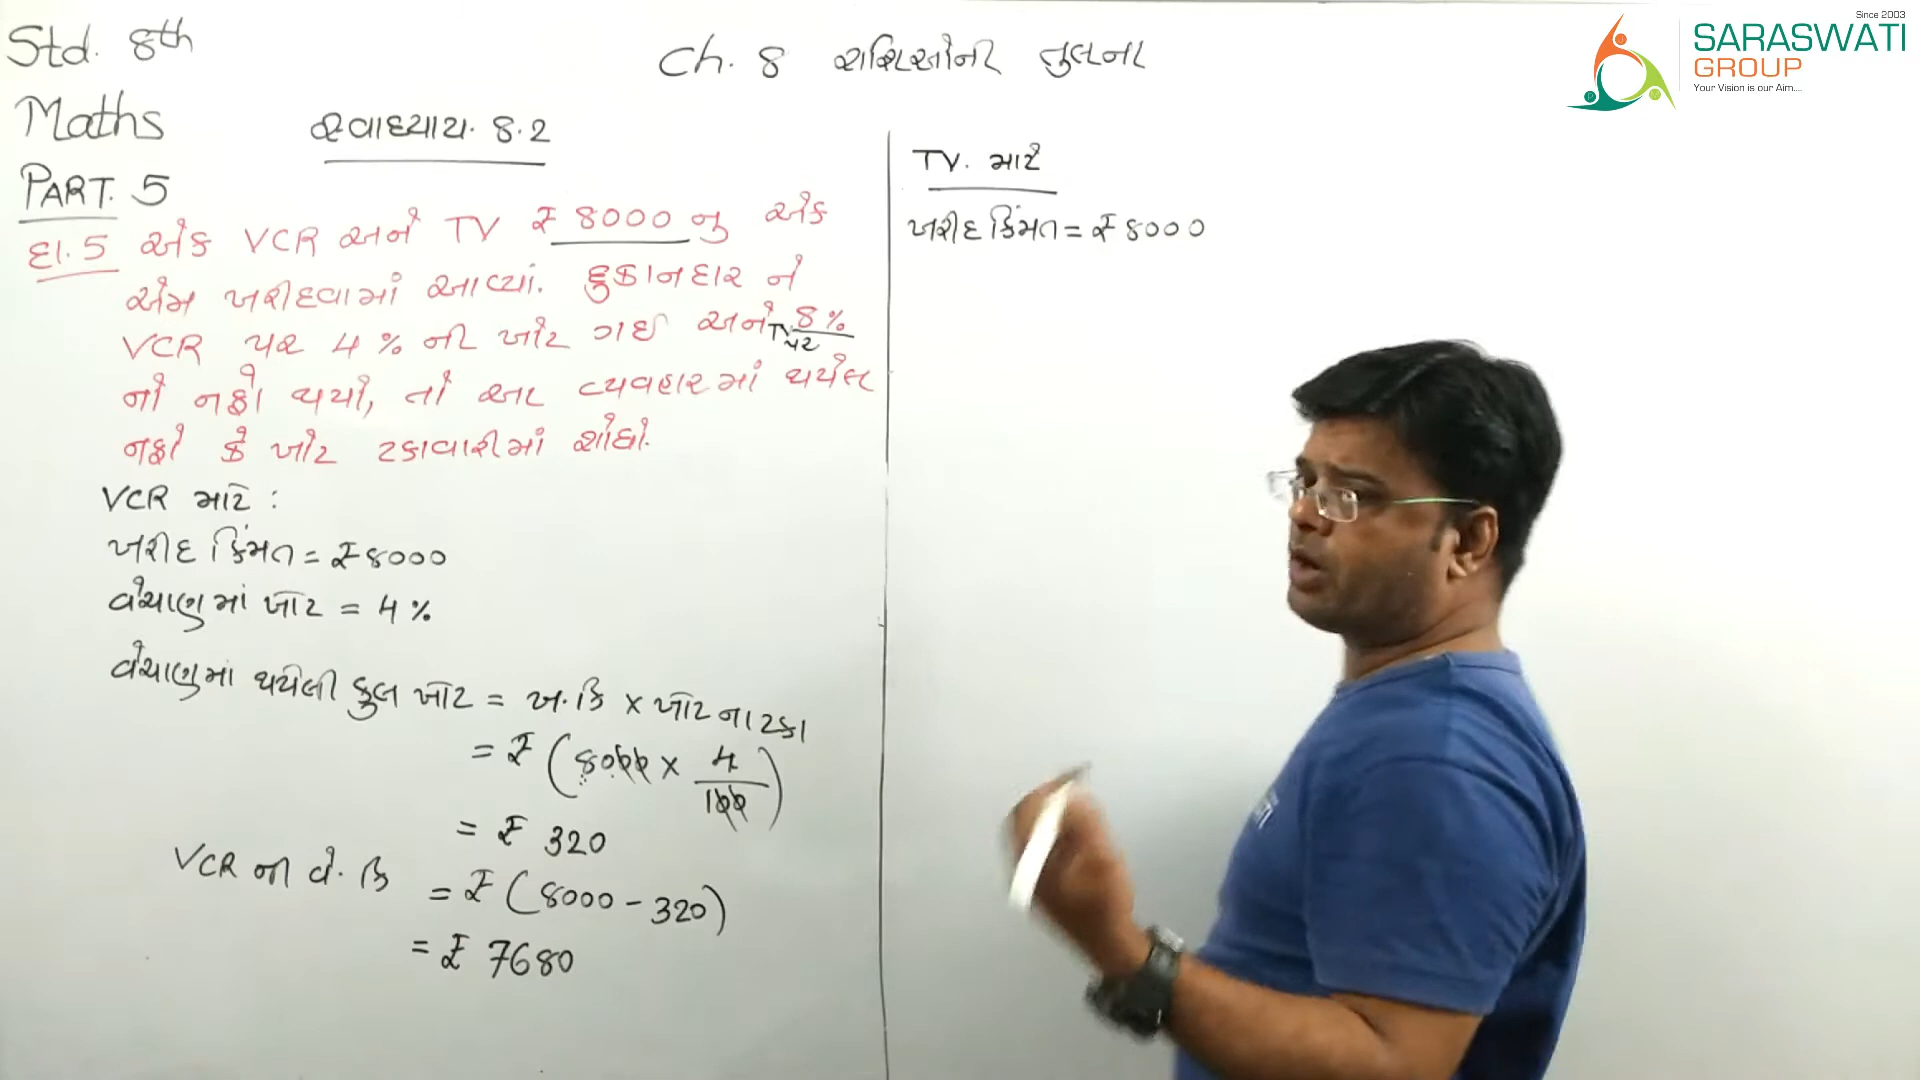 Std. 8th
Maths
PART. 5
Ch. 8 રાશિઓની તુલના
સ્વાધ્યાય. 8.2
Since 2003
SARASWATI
GROUP
Your Vision is our Aim....
દા.5 એક VCR અને TV ₹ 8000 નુ એક
એમ ખરીદવામાં આવ્યાં. દુકાનદાર ને
VCR પર 4 % ની ખોટ ગઈ અને TV પર 8 %
નો નફો થયો, તો આ વ્યવહારમાં થયેલ
નફો કે ખોટ ટકાવારીમાં શોધો.
VCR માટે :
ખરીદ કિંમત = ₹ 8000
વેચાણમાં ખોટ = 4 %
વેચાણમાં થયેલી કુલ ખોટ = ખ.કિ × ખોટ ના ટકા
= ₹ ( 8000 × 4/100 )
= ₹ 320
VCR ની વે. કિ = ₹ (8000 - 320)
= ₹ 7680
TV. માટે
ખરીદ કિંમત = ₹ 8000